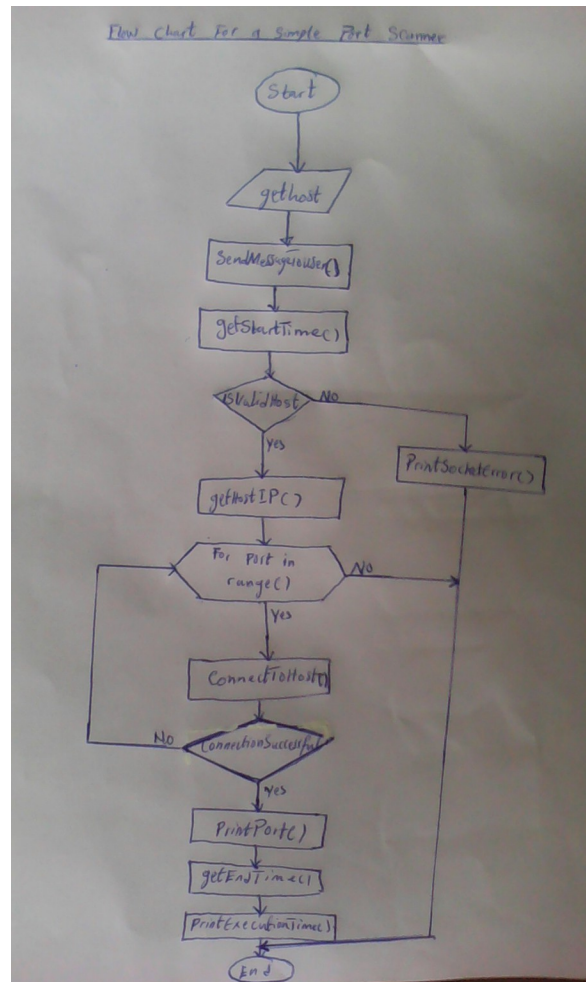 Flow Chart For a Simple Port Scanner
Start
gethost
SendMessageToUser()
getStartTime()
ISValidHost
No
Yes
PrintSocketError()
getHostIP()
For Port in
range()
No
Yes
ConnectToHost()
ConnectionSuccessful
No
Yes
PrintPort()
getEndTime()
PrintExecutionTime()
End